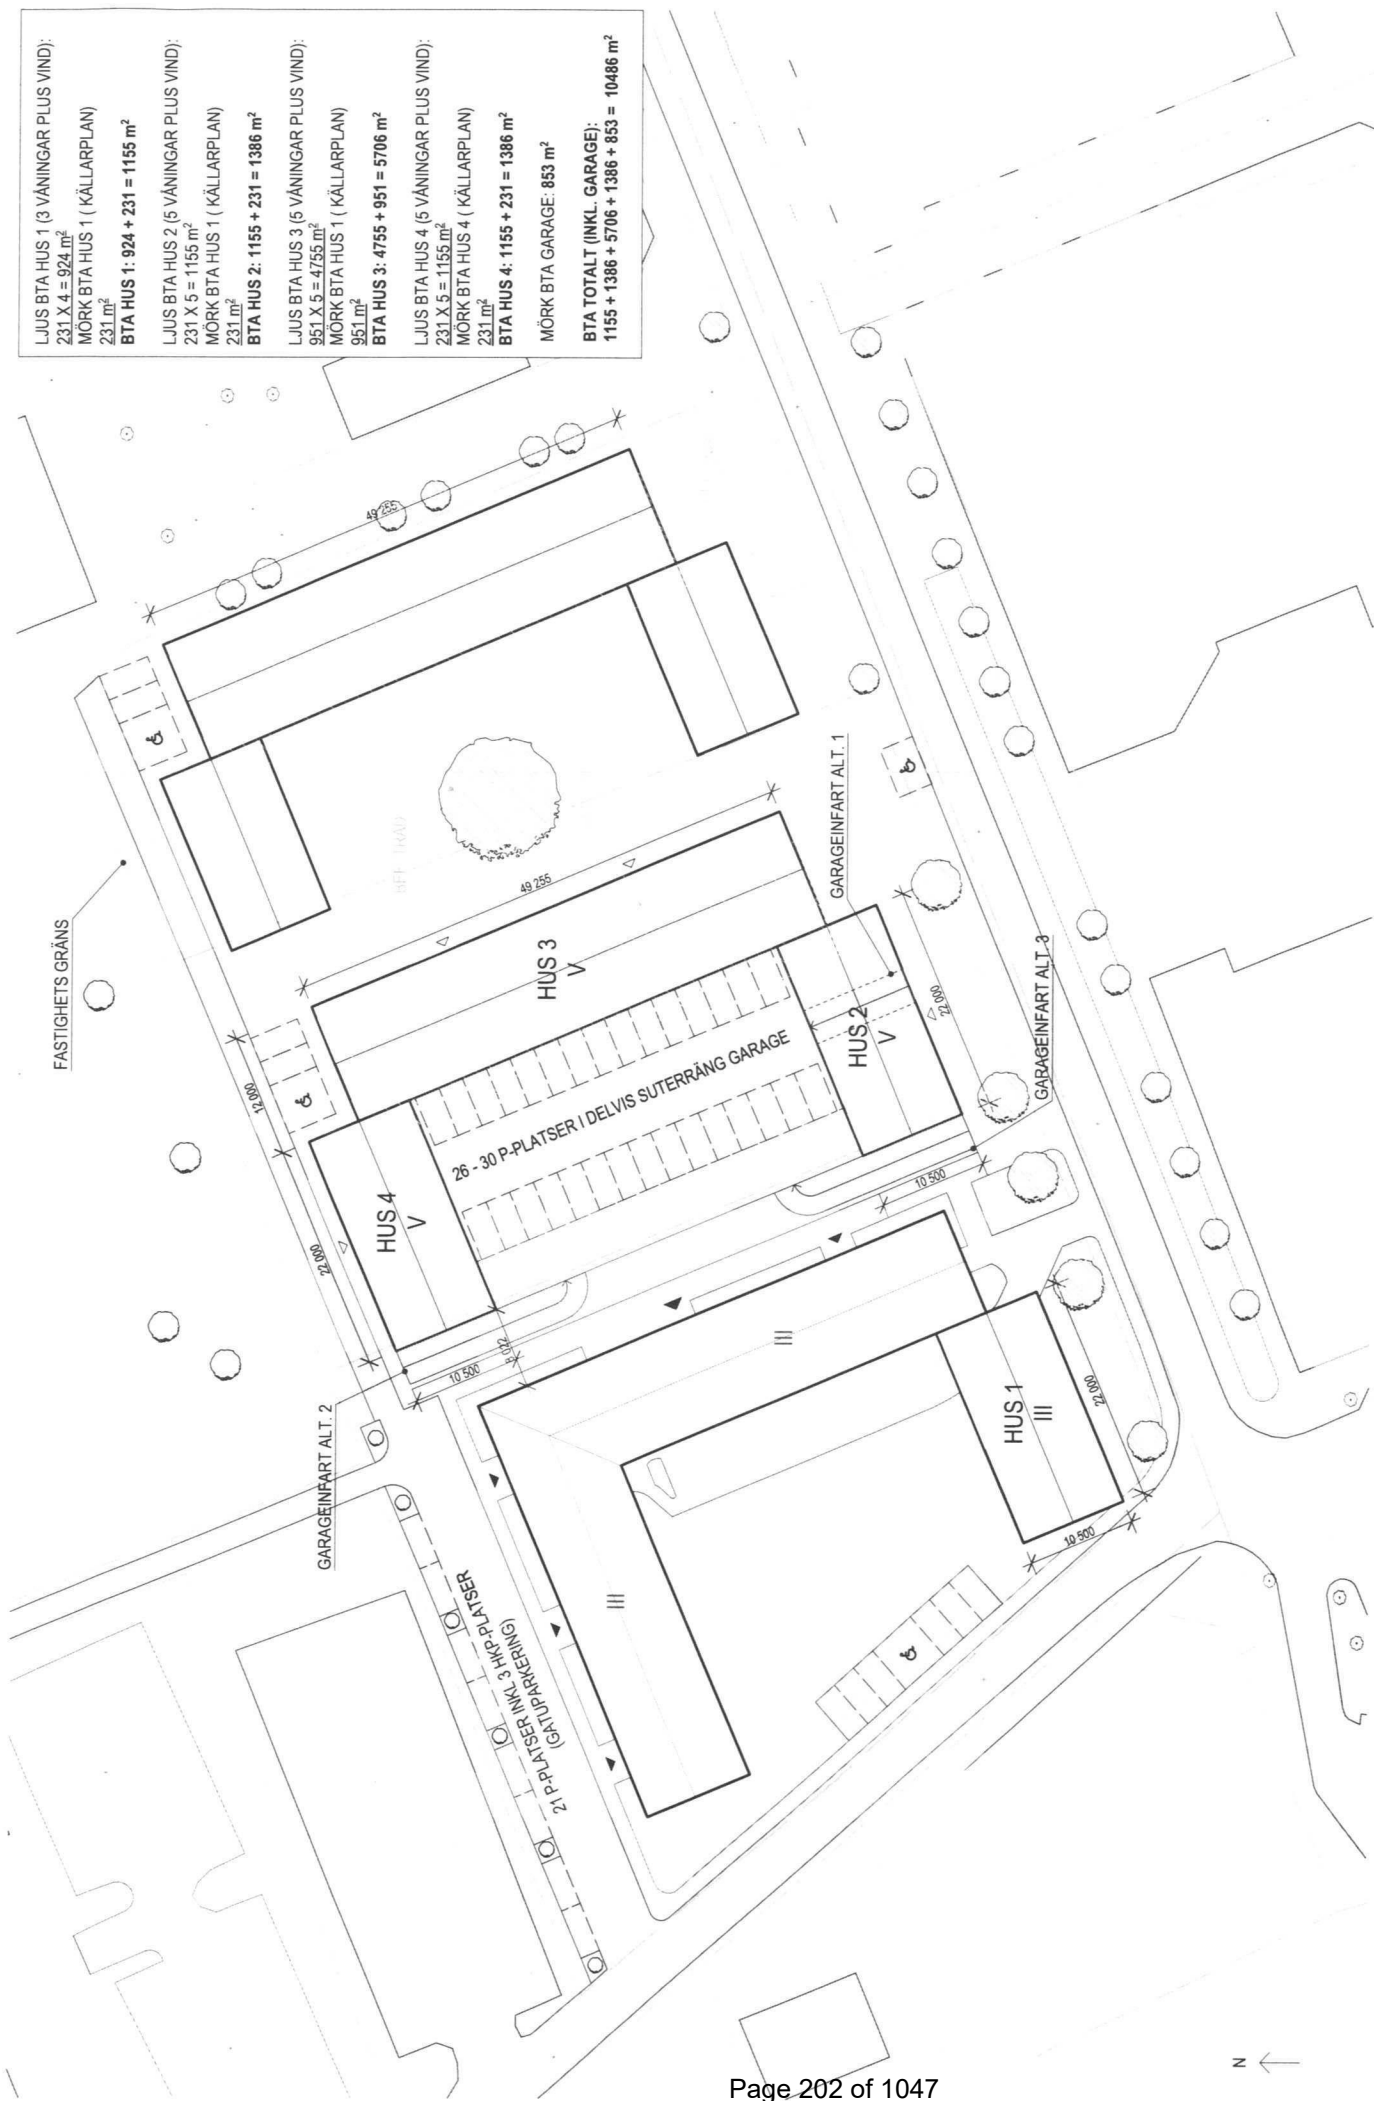 LJUS BTA HUS 1 (3 VÅNINGAR PLUS VIND):
231 X 4 = 924 m²
MÖRK BTA HUS 1 ( KÄLLARPLAN)
231 m²
BTA HUS 1: 924 + 231 = 1155 m²
LJUS BTA HUS 2 (5 VÅNINGAR PLUS VIND):
231 X 5 = 1155 m²
MÖRK BTA HUS 1 ( KÄLLARPLAN)
231 m²
BTA HUS 2: 1155 + 231 = 1386 m²
LJUS BTA HUS 3 (5 VÅNINGAR PLUS VIND):
951 X 5 = 4755 m²
MÖRK BTA HUS 1 ( KÄLLARPLAN)
951 m²
BTA HUS 3: 4755 + 951 = 5706 m²
LJUS BTA HUS 4 (5 VÅNINGAR PLUS VIND):
231 X 5 = 1155 m²
MÖRK BTA HUS 4 ( KÄLLARPLAN)
231 m²
BTA HUS 4: 1155 + 231 = 1386 m²
MÖRK BTA GARAGE: 853 m²
BTA TOTALT (INKL. GARAGE):
1155 + 1386 + 5706 + 1386 + 853 = 10486 m²
FASTIGHETS GRÄNS
49 255
12 000
22 000
HUS 4
V
HUS 3
V
49 255
26 - 30 P-PLATSER I DELVIS SUTERRÄNG GARAGE
HUS 2
V
22 000
GARAGEINFART ALT. 1
GARAGEINFART ALT. 3
GARAGEINFART ALT. 2
10 500
8 022
10 500
III
III
HUS 1
III
22 000
10 500
21 P-PLATSER INKL 3 HKP-PLATSER
(GATUPARKERING)
N
Page 202 of 1047